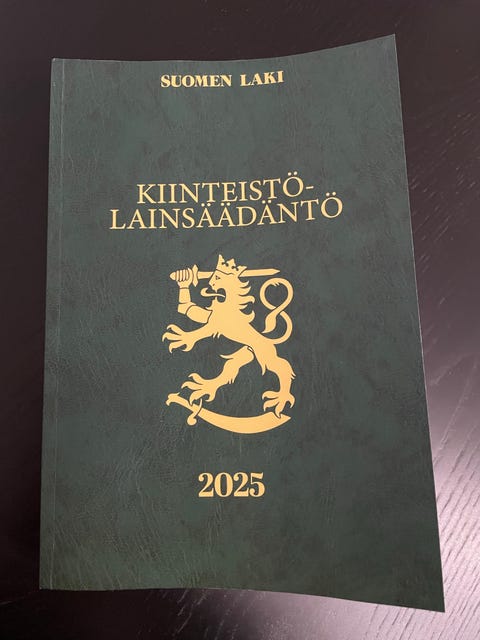 SUOMEN LAKI
KIINTEISTÖ-
LAINSÄÄDÄNTÖ
2025